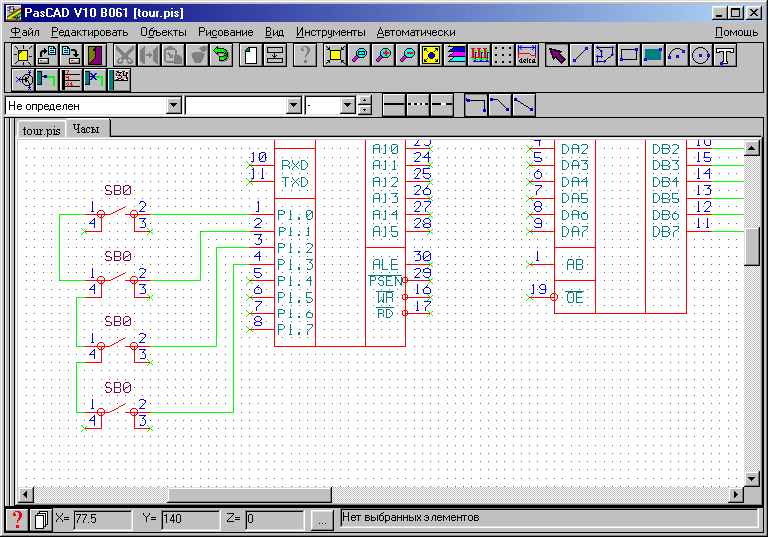 PasCAD V10 B061 [tour.pis]
Файл Редактировать Объекты Рисование Вид Инструменты Автоматически Помощь
delta
Не определен -
tour.pis Часы
10 RXD
11 TXD
1 P1.0
2 P1.1
3 P1.2
4 P1.3
5 P1.4
6 P1.5
7 P1.6
8 P1.7
A10 23
A11 24
A12 25
A13 26
A14 27
A15 28
ALE 30
PSEN 29
WR 16
RD 17
4 DA2
5 DA3
6 DA4
7 DA5
8 DA6
9 DA7
1 AB
19 OE
DB2 16
DB3 15
DB4 14
DB5 13
DB6 12
DB7 11
SB0
1 2
4 3
SB0
1 2
4 3
SB0
1 2
4 3
SB0
1 2
4 3
X= 77.5 Y= 140 Z= 0 ... Нет выбранных элементов